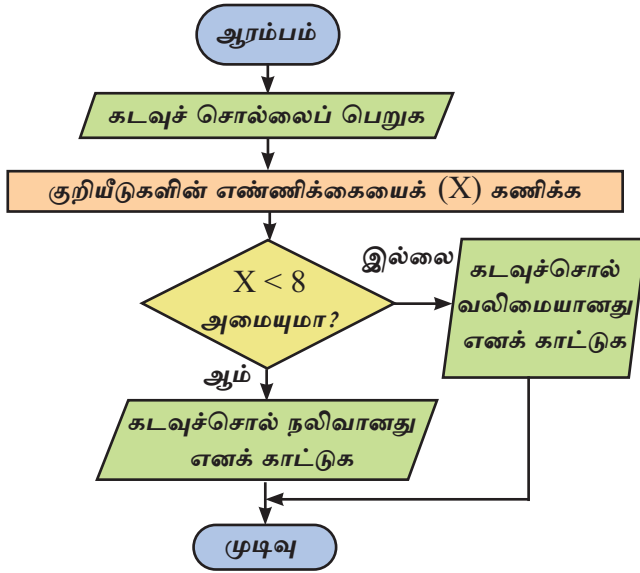 ஆரம்பம்
கடவுச் சொல்லைப் பெறுக
குறியீடுகளின் எண்ணிக்கையைக் (X) கணிக்க
X < 8
அமையுமா?
இல்லை
கடவுச்சொல்
வலிமையானது
எனக் காட்டுக
ஆம்
கடவுச்சொல் நலிவானது
எனக் காட்டுக
முடிவு